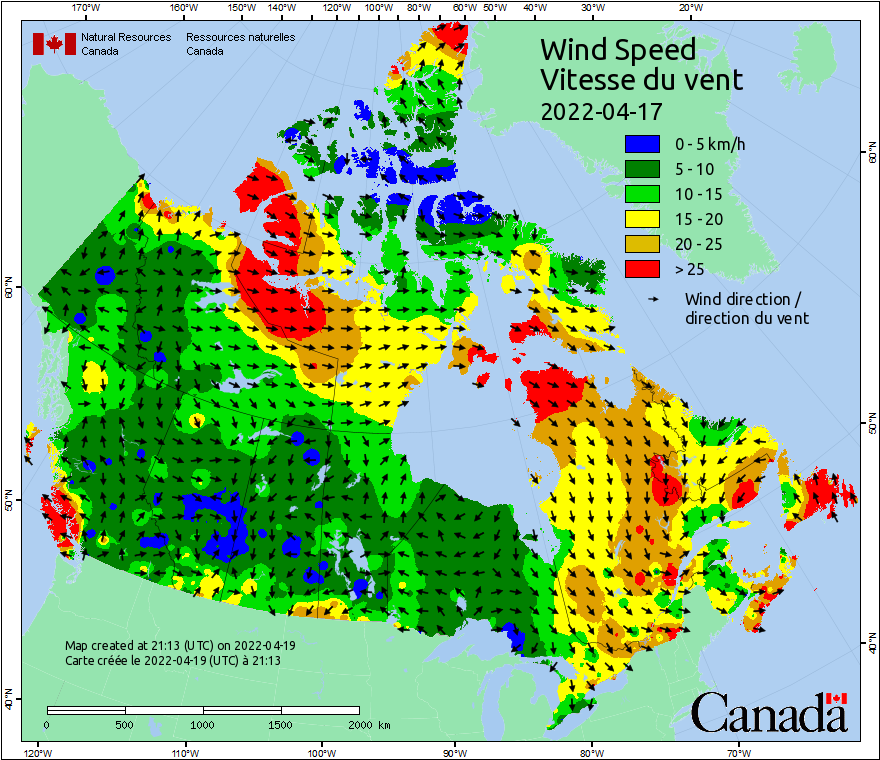 170°W 160°W 150°W 140°W 130°W 120°W 110°W 100°W 90°W 80°W 70°W 60°W 50°W 40°W 30°W 20°W
Natural Resources Canada
Ressources naturelles Canada
Wind Speed
Vitesse du vent
2022-04-17
0 - 5 km/h
5 - 10
10 - 15
15 - 20
20 - 25
> 25
Wind direction /
direction du vent
60°N
50°N
40°N
60°N
50°N
40°N
Map created at 21:13 (UTC) on 2022-04-19
Carte créée le 2022-04-19 (UTC) à 21:13
0 500 1000 1500 2000 km
Canada
120°W 110°W 100°W 90°W 80°W 70°W